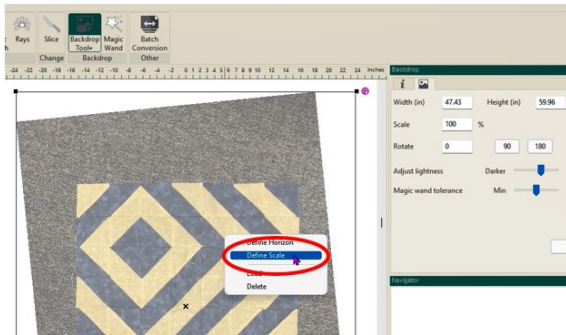 Rays
Slice
Backdrop Tool▾
Magic Wand
Batch Conversion
h
Change
Backdrop
Other
-24 -22 -20 -18 -16 -14 -12 -10 -8 -6 -4 -2 0 1 2 3 4 5 6 7 8 9 10 12 14 16 18 20 22 24 inches
Backdrop
i
Width (in) 47.43 Height (in) 59.96
Scale 100 %
Rotate 0 90 180
Adjust lightness Darker
Magic wand tolerance Min
Define Horizon
Define Scale
Load
Delete
Navigator